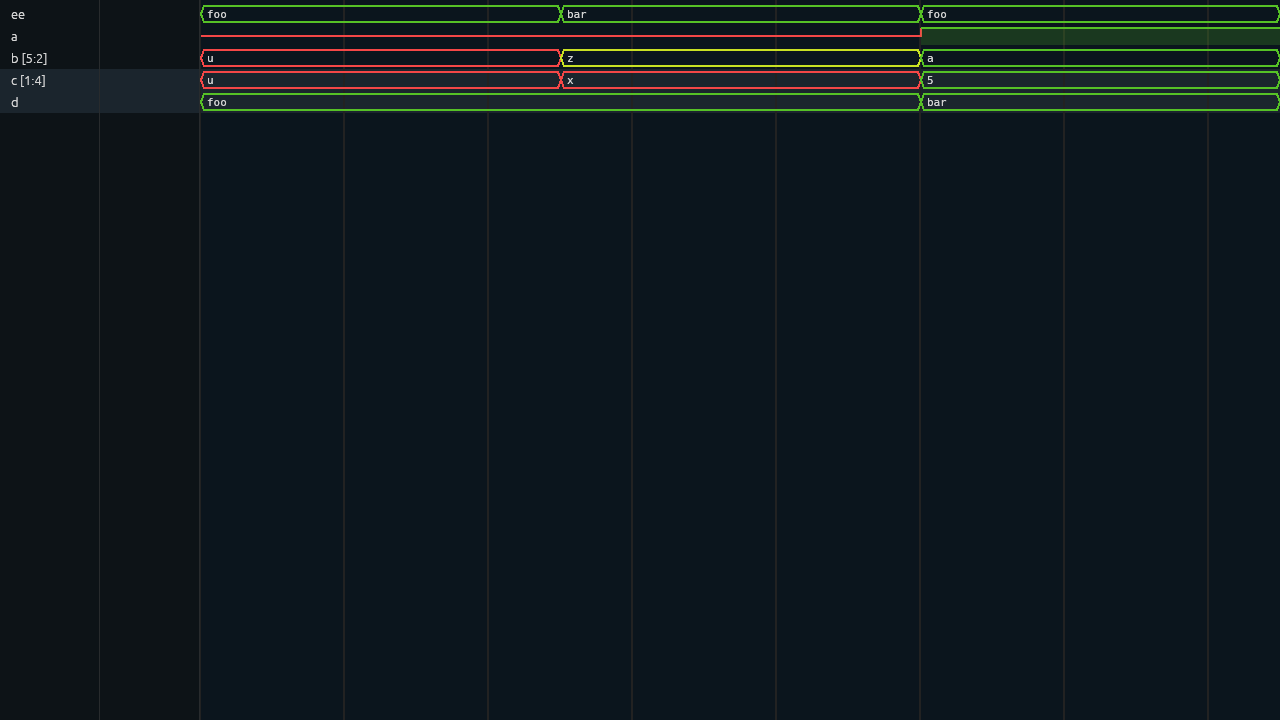 ee foo bar foo
a
b [5:2] u z a
c [1:4] u x 5
d foo bar